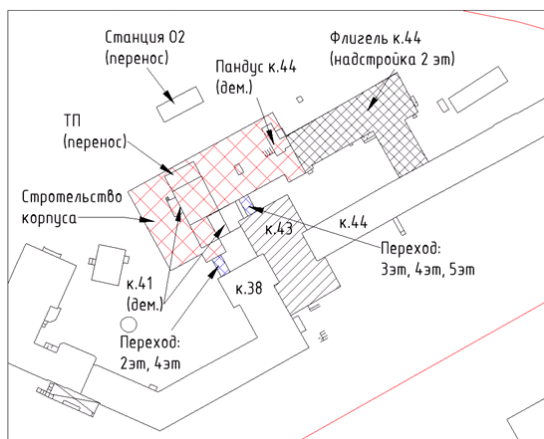 Станция О2
(перенос)
Флигель к.44
(надстройка 2 эт)
Пандус к.44
(дем.)
ТП
(перенос)
Стротельство
корпуса
к.41
(дем.)
к.43
к.44
к.38
Переход:
3эт, 4эт, 5эт
Переход:
2эт, 4эт